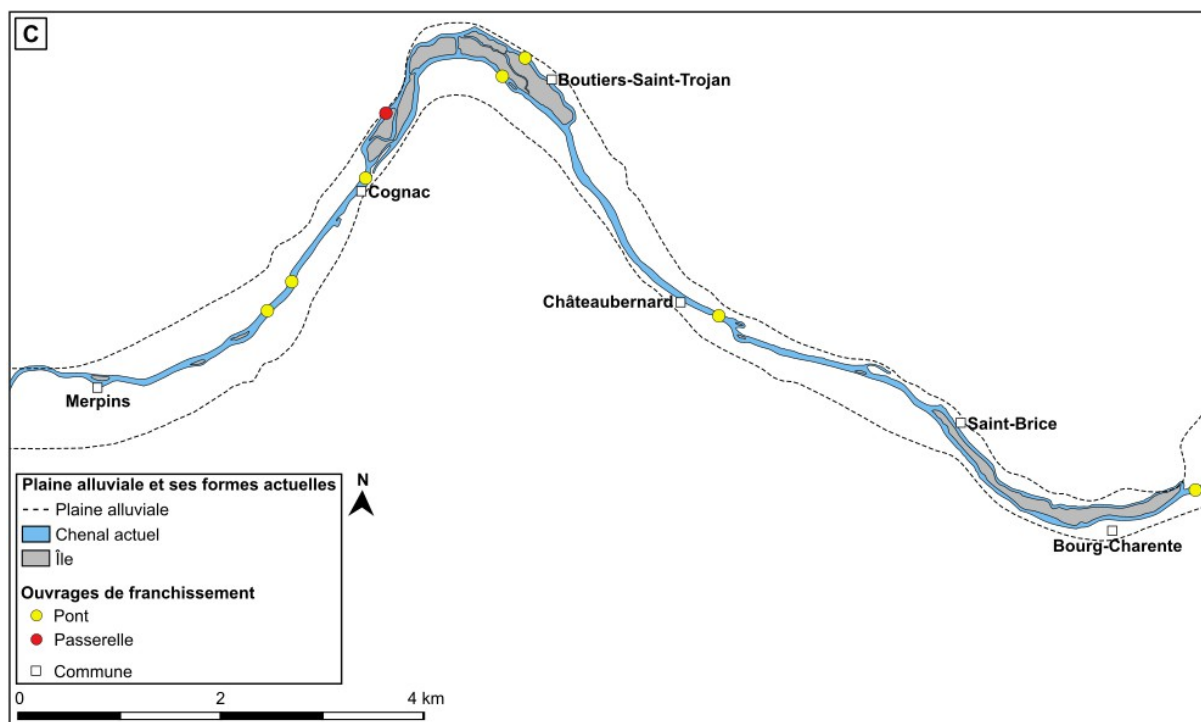 C
Boutiers-Saint-Trojan
Cognac
Châteaubernard
Merpins
Saint-Brice
Bourg-Charente
Plaine alluviale et ses formes actuelles
Plaine alluviale
Chenal actuel
Île
Ouvrages de franchissement
Pont
Passerelle
Commune
N
0 2 4 km